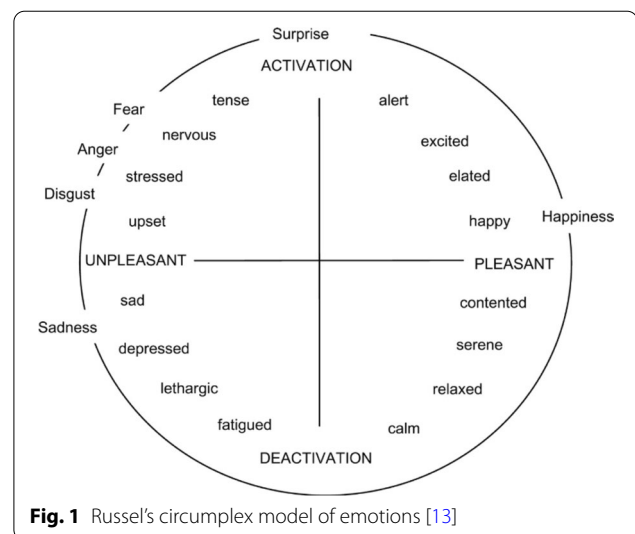 Surprise
ACTIVATION
tense alert
Fear
nervous excited
Anger
stressed elated
Disgust
upset happy Happiness
UNPLEASANT PLEASANT
sad contented
Sadness
depressed serene
lethargic relaxed
fatigued calm
DEACTIVATION
Fig. 1 Russel's circumplex model of emotions [13]